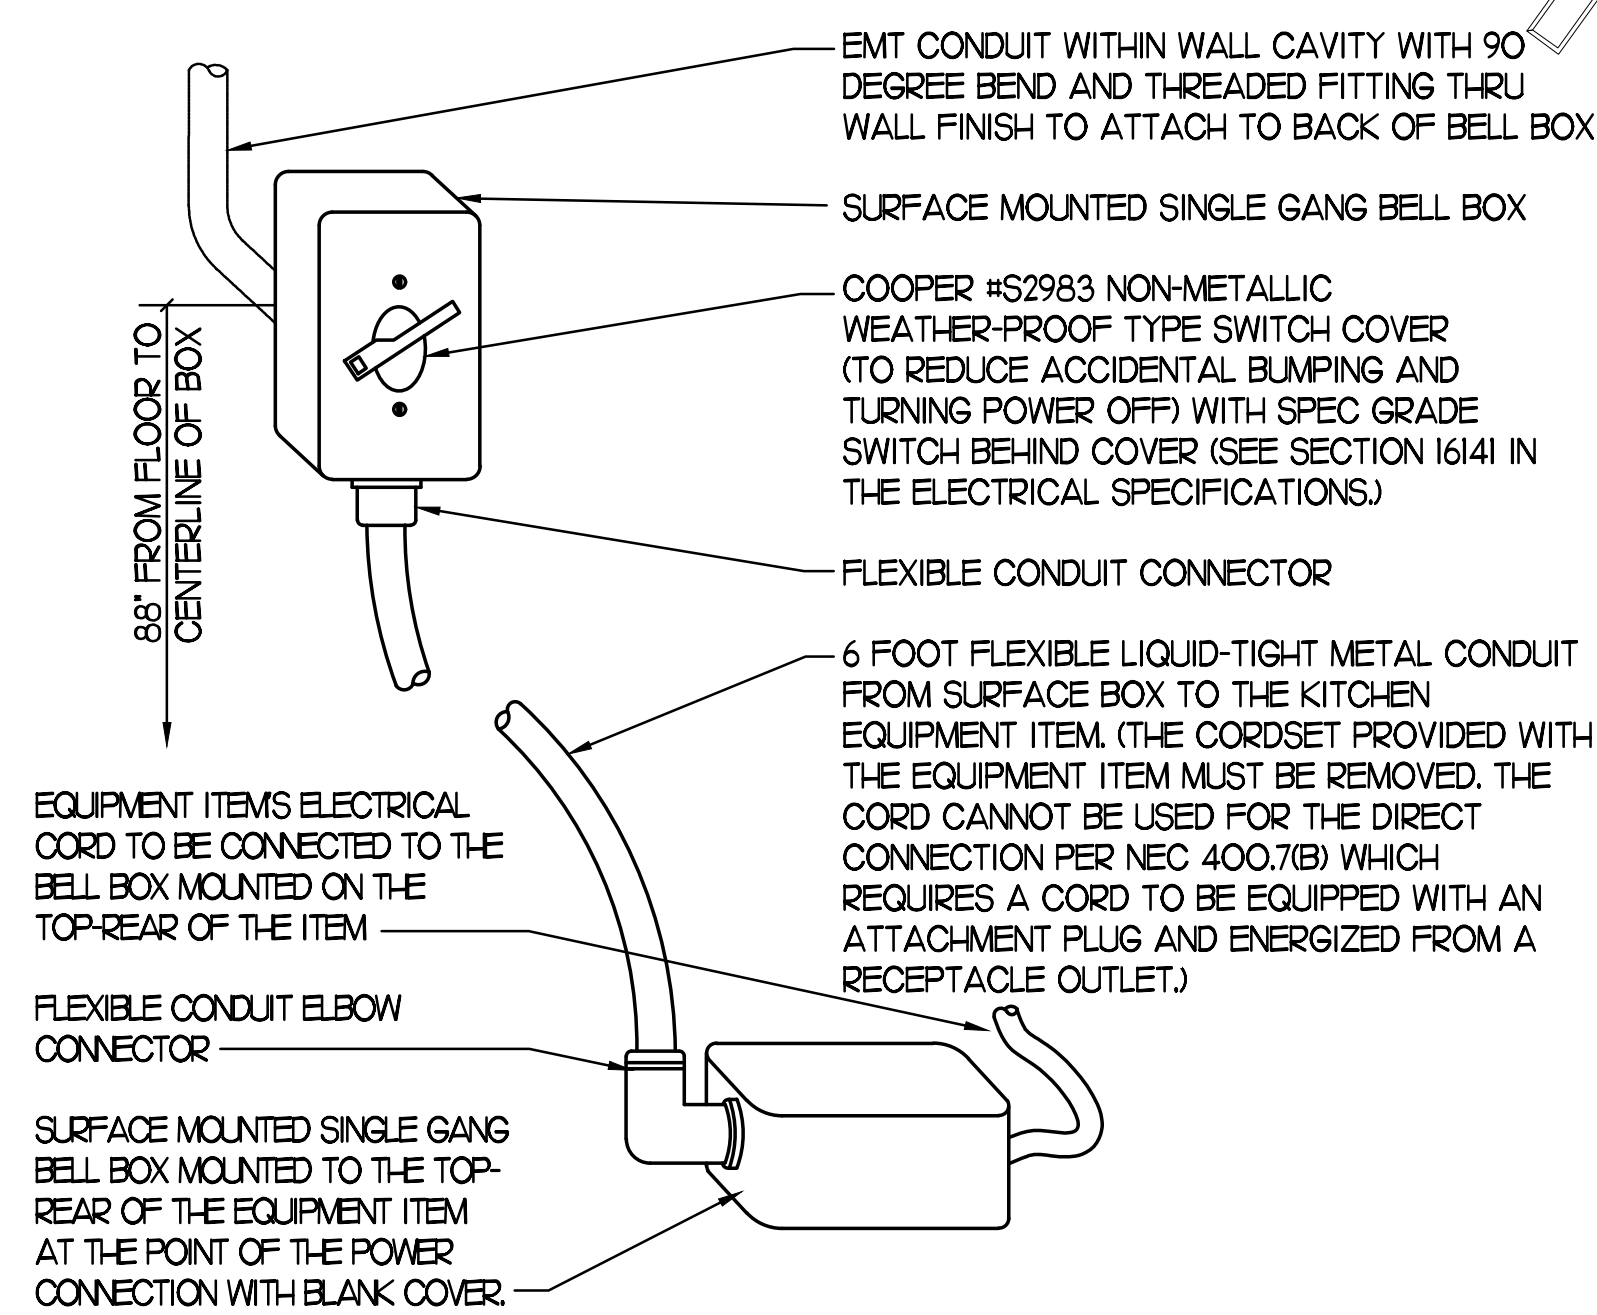 EMT CONDUIT WITHIN WALL CAVITY WITH 90
DEGREE BEND AND THREADED FITTING THRU
WALL FINISH TO ATTACH TO BACK OF BELL BOX
SURFACE MOUNTED SINGLE GANG BELL BOX
COOPER #S2983 NON-METALLIC
WEATHER-PROOF TYPE SWITCH COVER
(TO REDUCE ACCIDENTAL BUMPING AND
TURNING POWER OFF) WITH SPEC GRADE
SWITCH BEHIND COVER (SEE SECTION 16141 IN
THE ELECTRICAL SPECIFICATIONS.)
88" FROM FLOOR TO
CENTERLINE OF BOX
FLEXIBLE CONDUIT CONNECTOR
6 FOOT FLEXIBLE LIQUID-TIGHT METAL CONDUIT
FROM SURFACE BOX TO THE KITCHEN
EQUIPMENT ITEM. (THE CORDSET PROVIDED WITH
THE EQUIPMENT ITEM MUST BE REMOVED. THE
CORD CANNOT BE USED FOR THE DIRECT
CONNECTION PER NEC 400.7(B) WHICH
REQUIRES A CORD TO BE EQUIPPED WITH AN
ATTACHMENT PLUG AND ENERGIZED FROM A
RECEPTACLE OUTLET.)
EQUIPMENT ITEM'S ELECTRICAL
CORD TO BE CONNECTED TO THE
BELL BOX MOUNTED ON THE
TOP-REAR OF THE ITEM
FLEXIBLE CONDUIT ELBOW
CONNECTOR
SURFACE MOUNTED SINGLE GANG
BELL BOX MOUNTED TO THE TOP-
REAR OF THE EQUIPMENT ITEM
AT THE POINT OF THE POWER
CONNECTION WITH BLANK COVER.